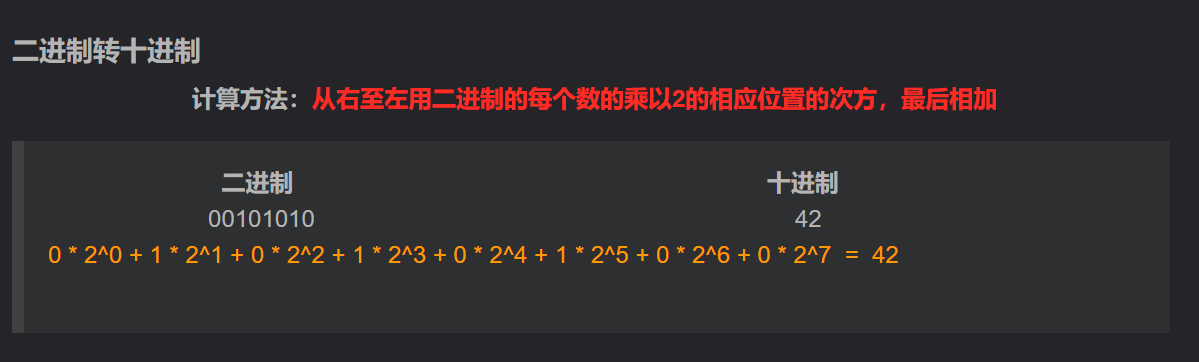 二进制转十进制
计算方法：从右至左用二进制的每个数的乘以2的相应位置的次方，最后相加
二进制 十进制
00101010 42
0 * 2^0 + 1 * 2^1 + 0 * 2^2 + 1 * 2^3 + 0 * 2^4 + 1 * 2^5 + 0 * 2^6 + 0 * 2^7 = 42